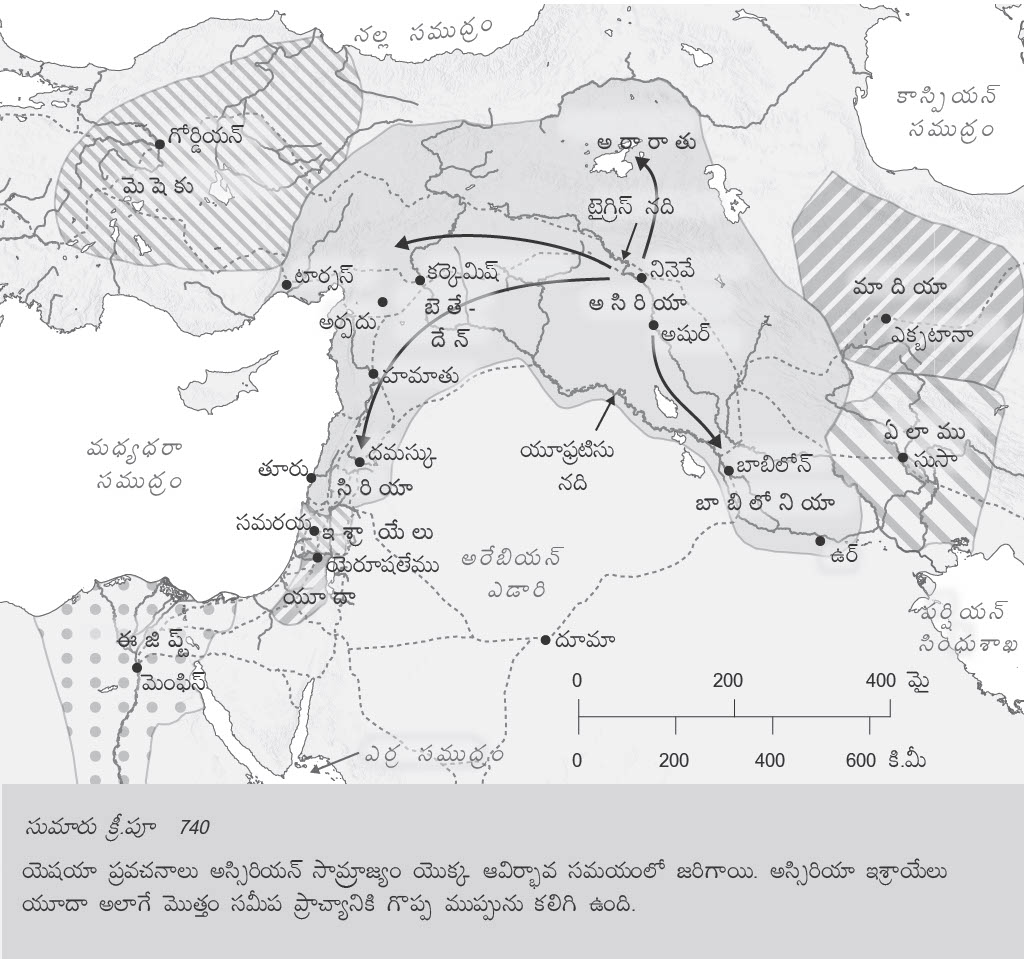 నల్ల సముద్రం
కాస్పియన్
సముద్రం
గోర్డియన్
అరారాతు
మెషెకు
టైగ్రిస్ నది
టార్సస్
కర్కెమిష్
నినెవే
మాదియా
బెతే-
దేన్
అసిరియా
అర్పదు
అషుర్
ఎక్బటానా
హమాతు
మధ్యధరా
సముద్రం
తూరు
దమస్కు
యూఫ్రటిసు
నది
ఏలాము
సుసా
బాబిలోన్
సిరియా
బాబిలోనియా
సమరయ
ఇశ్రాయేలు
ఉర్
యెరూషలేము
అరేబియన్
ఎడారి
యూదా
పర్షియన్
సింధుశాఖ
ఈజిప్ట్
దూమా
మెంఫిస్
0 200 400 మై
ఎర్ర సముద్రం
0 200 400 600 కి.మీ
సుమారు క్రీ.పూ 740
యెషయా ప్రవచనాలు అస్సిరియన్ సామ్రాజ్యం యొక్క ఆవిర్భావ సమయంలో జరిగాయి. అస్సిరియా ఇశ్రాయేలు
యూదా అలాగే మొత్తం సమీప ప్రాచ్యానికి గొప్ప ముప్పును కలిగి ఉంది.